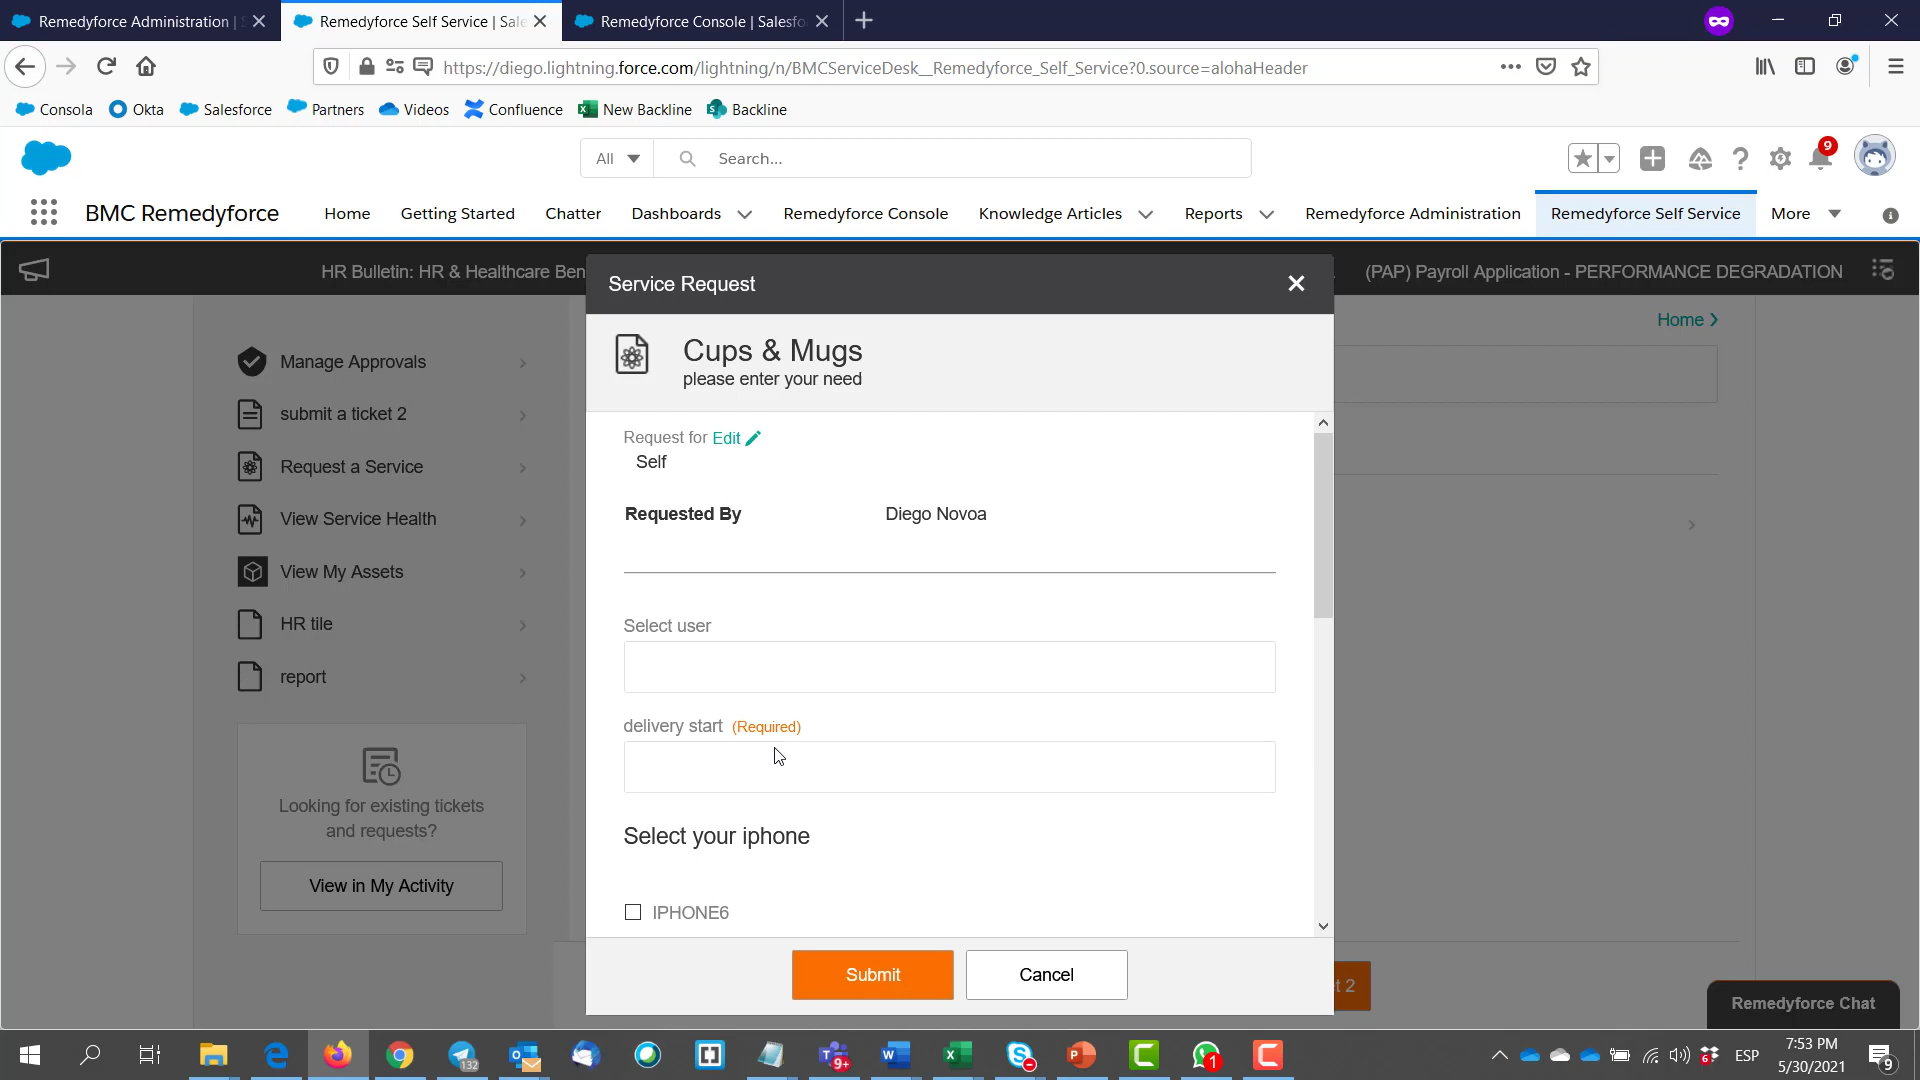 Remedyforce Administration | S
Remedyforce Self Service | Sale
Remedyforce Console | Salesfo
https://diego.lightning.force.com/lightning/n/BMCServiceDesk__Remedyforce_Self_Service?0.source=alohaHeader
Consola
Okta
Salesforce
Partners
Videos
Confluence
New Backline
Backline
All
Search...
9
BMC Remedyforce
Home
Getting Started
Chatter
Dashboards
Remedyforce Console
Knowledge Articles
Reports
Remedyforce Administration
Remedyforce Self Service
More
HR Bulletin: HR & Healthcare Ben
(PAP) Payroll Application - PERFORMANCE DEGRADATION
Home
Manage Approvals
submit a ticket 2
Request a Service
View Service Health
View My Assets
HR tile
report
Looking for existing tickets
and requests?
View in My Activity
Service Request
Cups & Mugs
please enter your need
Request for Edit
Self
Requested By
Diego Novoa
Select user
delivery start (Required)
Select your iphone
IPHONE6
Submit
Cancel
t 2
Remedyforce Chat
132
9+
1
6
ESP
7:53 PM
5/30/2021
9